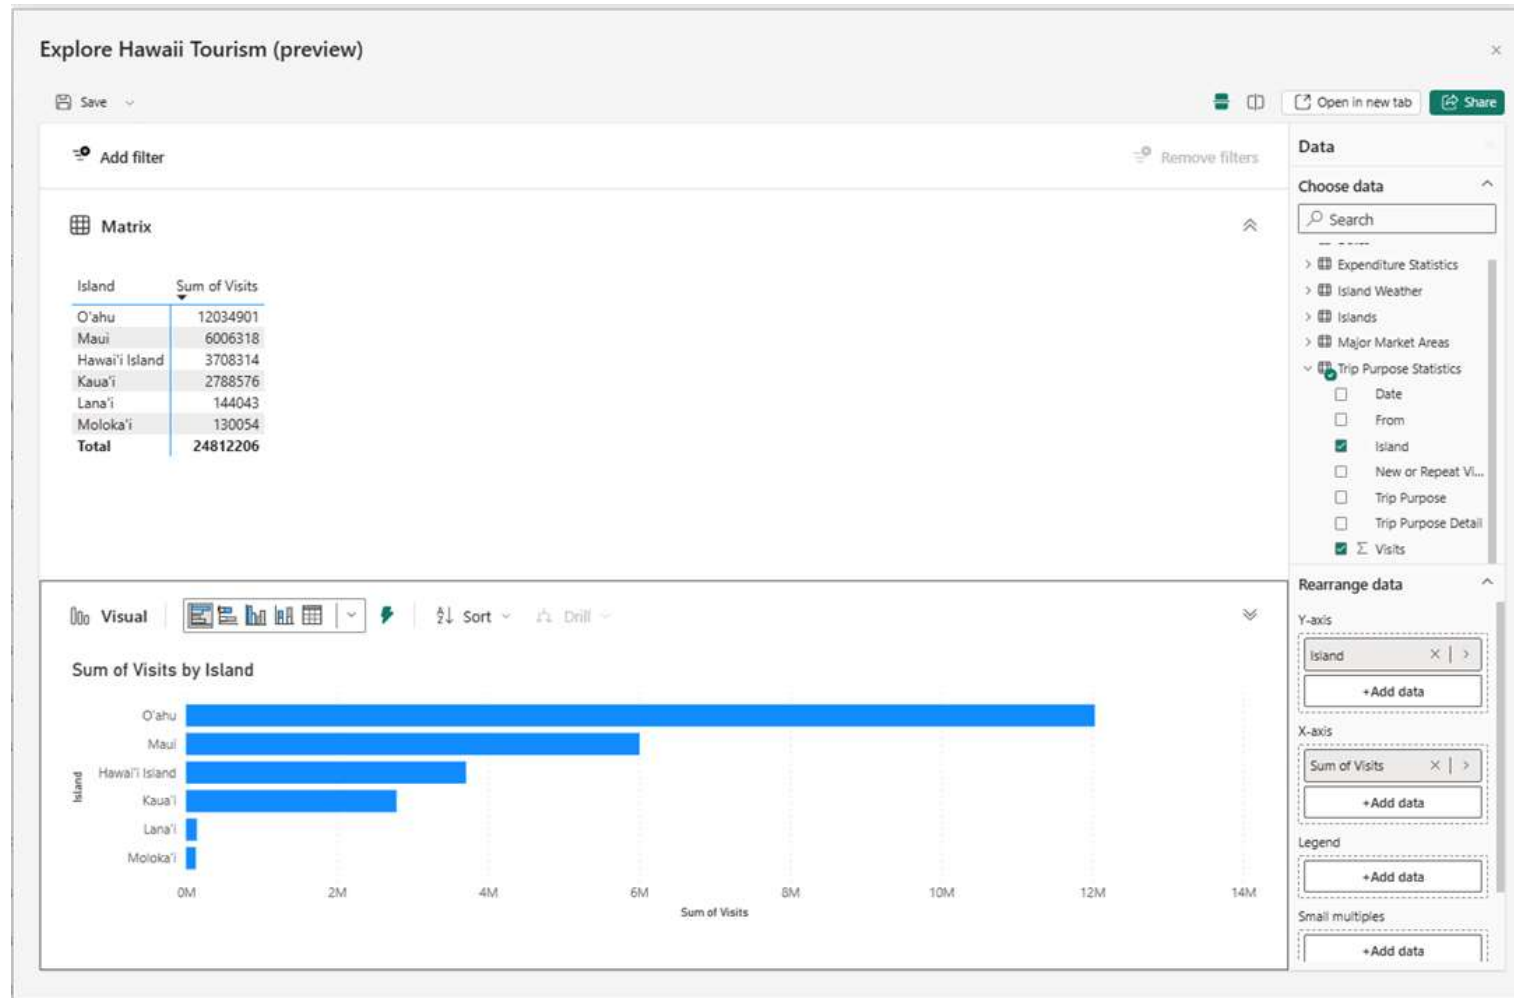 Explore Hawaii Tourism (preview)
Save
Open in new tab
Share
Add filter
Remove filters
Matrix
Island Sum of Visits
O'ahu 12034901
Maui 6006318
Hawai'i Island 3708314
Kaua'i 2788576
Lana'i 144043
Moloka'i 130054
Total 24812206
Visual
Sort
Drill
Sum of Visits by Island
Island
O'ahu
Maui
Hawai'i Island
Kaua'i
Lana'i
Moloka'i
0M 2M 4M 6M 8M 10M 12M 14M
Sum of Visits
Data
Choose data
Search
Expenditure Statistics
Island Weather
Islands
Major Market Areas
Trip Purpose Statistics
Date
From
Island
New or Repeat Vi...
Trip Purpose
Trip Purpose Detail
Σ Visits
Rearrange data
Y-axis
Island
+Add data
X-axis
Sum of Visits
+Add data
Legend
+Add data
Small multiples
+Add data